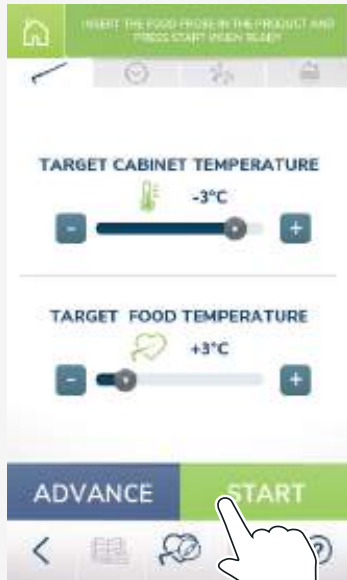 INSERT THE FOOD PROBE IN THE PRODUCT AND
PRESS START WHEN READY
TARGET CABINET TEMPERATURE
-3°C
- +
TARGET FOOD TEMPERATURE
+3°C
- +
ADVANCE START
?